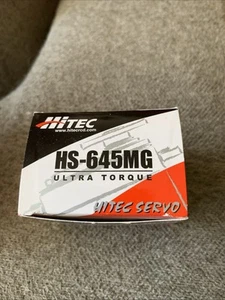 HiTEC
www.hitecrcd.com
HS-645MG
ULTRA TORQUE
HITEC SERVO